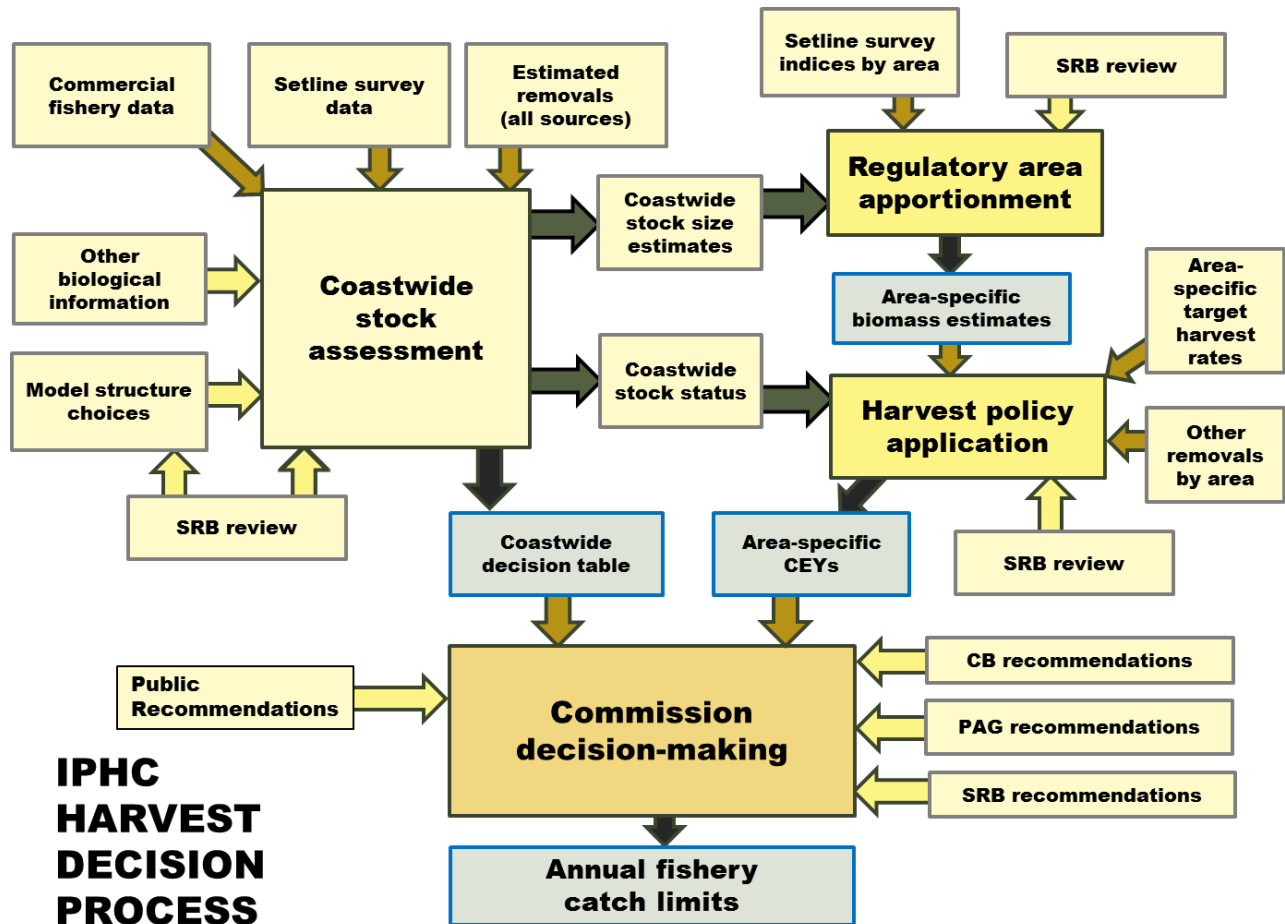 Commercial
fishery data
Setline survey
data
Estimated
removals
(all sources)
Setline survey
indices by area
SRB review
Regulatory area
apportionment
Coastwide
stock size
estimates
Other
biological
information
Coastwide
stock
assessment
Area-specific
biomass estimates
Area-
specific
target
harvest
rates
Model structure
choices
Coastwide
stock status
Harvest policy
application
Other
removals
by area
SRB review
Coastwide
decision table
Area-specific
CEYs
SRB review
Public
Recommendations
Commission
decision-making
CB recommendations
PAG recommendations
SRB recommendations
IPHC
HARVEST
DECISION
PROCESS
Annual fishery
catch limits